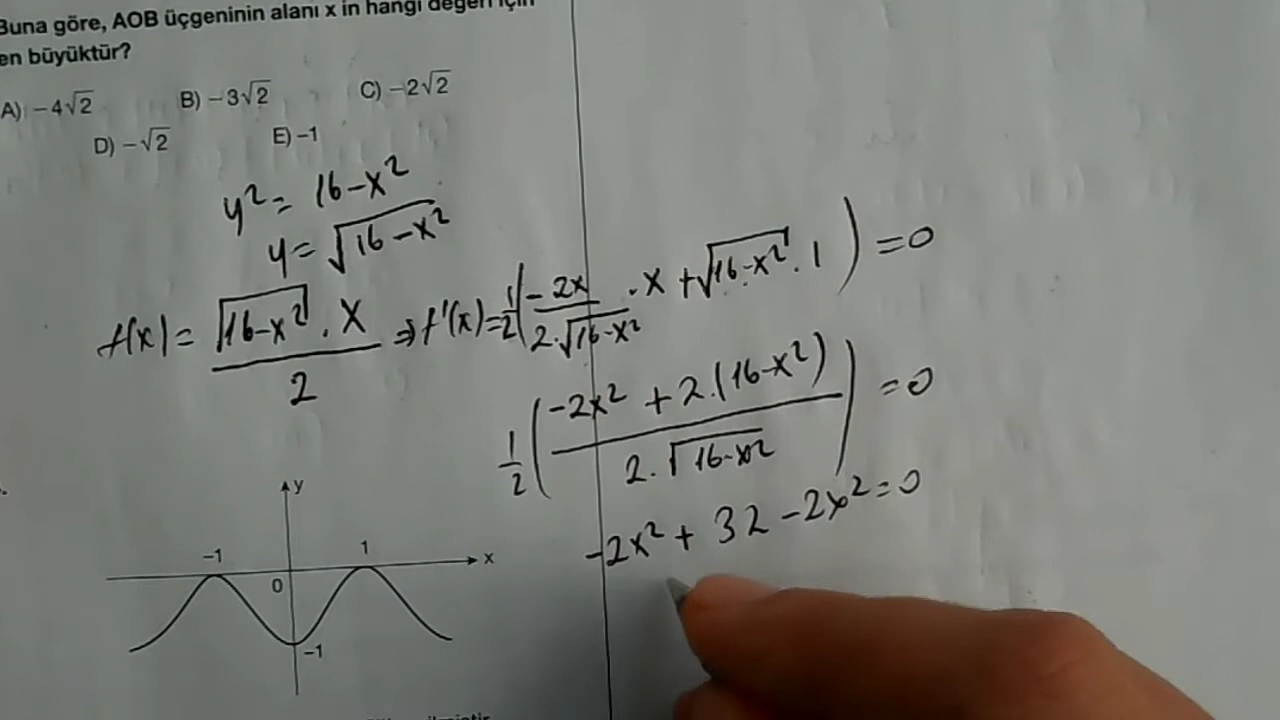 Buna göre, AOB üçgeninin alanı x in hangi değeri için
en büyüktür?
A) −4√2 B) −3√2 C) −2√2
D) −√2 E) −1
y² = 16−x²
y = √(16−x²)
f(x) = (√(16−x²) · x)/2 ⇒ f'(x) = 1/2 ( −2x/(2·√(16−x²)) · x + √(16−x²) · 1 ) = 0
1/2 ( (−2x² + 2·(16−x²))/(2·√(16−x²)) ) = 0
−2x² + 32 − 2x² = 0
y
−1 1 x
0
−1